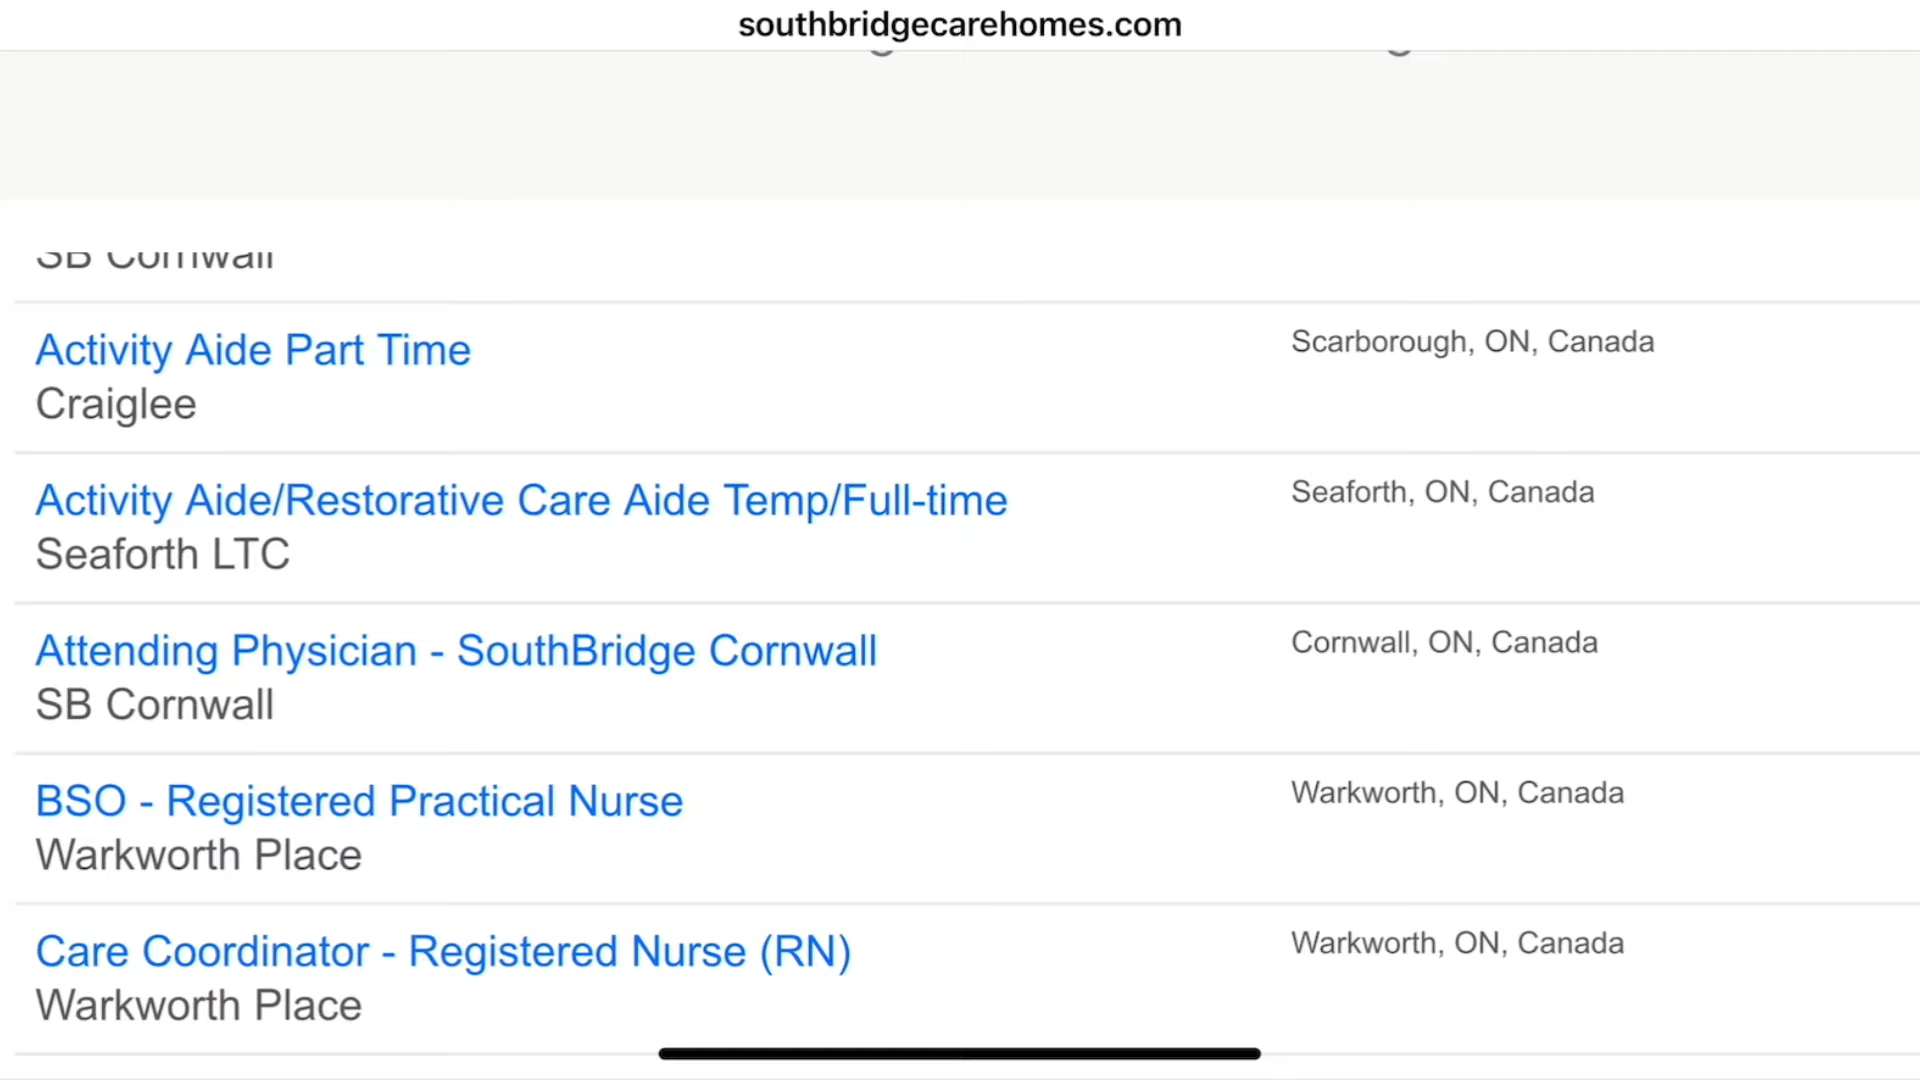 southbridgecarehomes.com
SB Cornwall
Activity Aide Part Time
Scarborough, ON, Canada
Craiglee
Activity Aide/Restorative Care Aide Temp/Full-time
Seaforth, ON, Canada
Seaforth LTC
Attending Physician - SouthBridge Cornwall
Cornwall, ON, Canada
SB Cornwall
BSO - Registered Practical Nurse
Warkworth, ON, Canada
Warkworth Place
Care Coordinator - Registered Nurse (RN)
Warkworth, ON, Canada
Warkworth Place